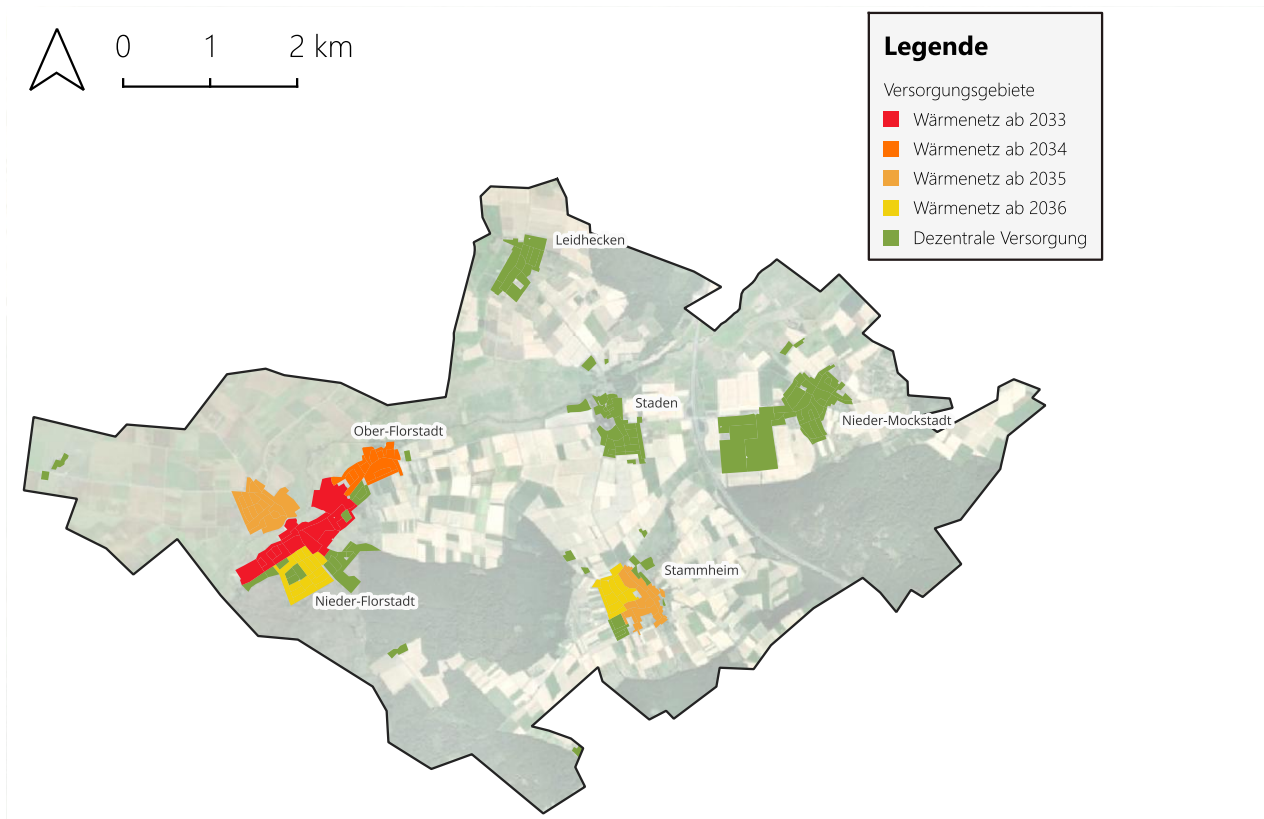 0 1 2 km
Legende
Versorgungsgebiete
Wärmenetz ab 2033
Wärmenetz ab 2034
Wärmenetz ab 2035
Wärmenetz ab 2036
Dezentrale Versorgung
Leidhecken
Staden
Nieder-Mockstadt
Ober-Florstadt
Stammheim
Nieder-Florstadt